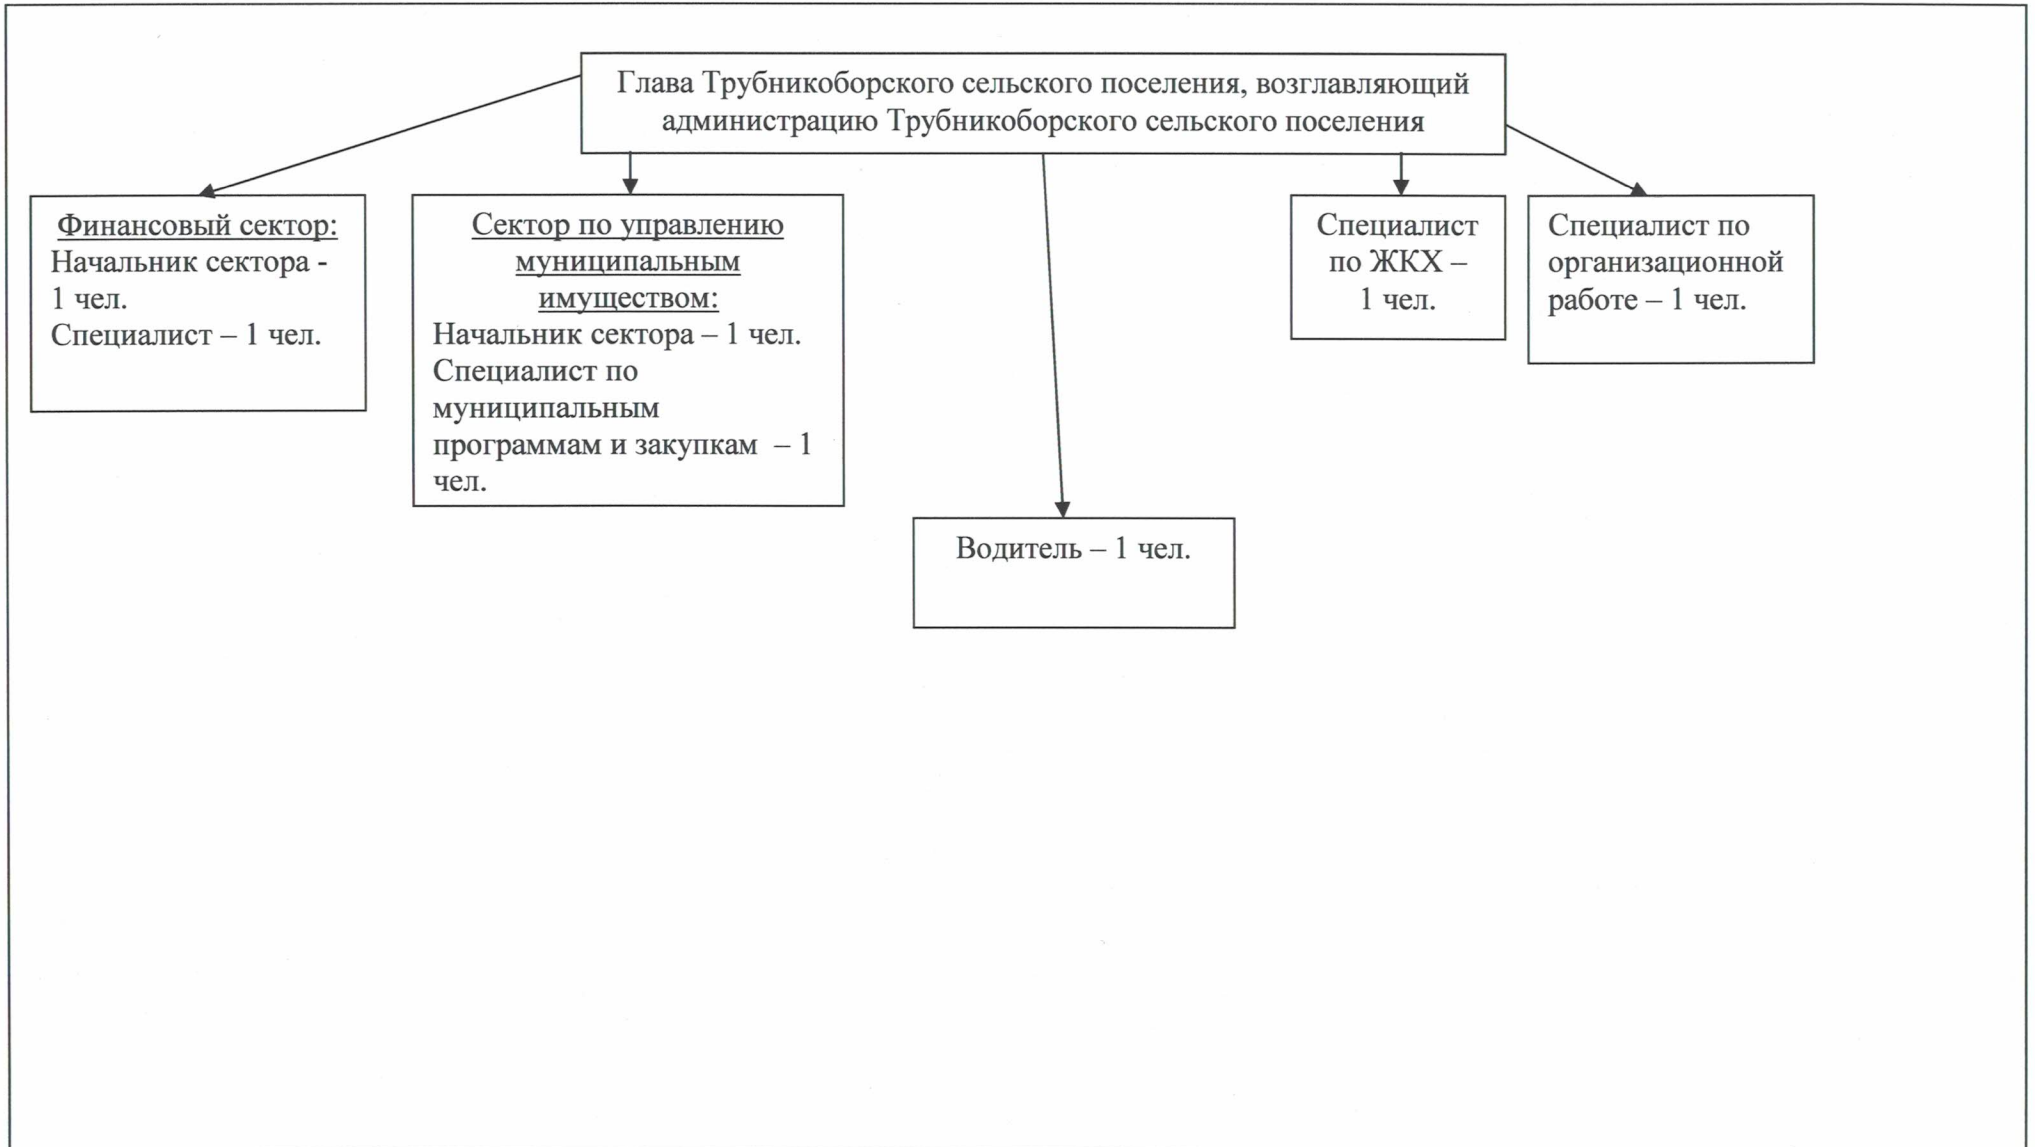 Глава Трубникоборского сельского поселения, возглавляющий
администрацию Трубникоборского сельского поселения
Финансовый сектор:
Начальник сектора -
1 чел.
Специалист – 1 чел.
Сектор по управлению
муниципальным
имуществом:
Начальник сектора – 1 чел.
Специалист по
муниципальным
программам и закупкам – 1
чел.
Водитель – 1 чел.
Специалист
по ЖКХ –
1 чел.
Специалист по
организационной
работе – 1 чел.